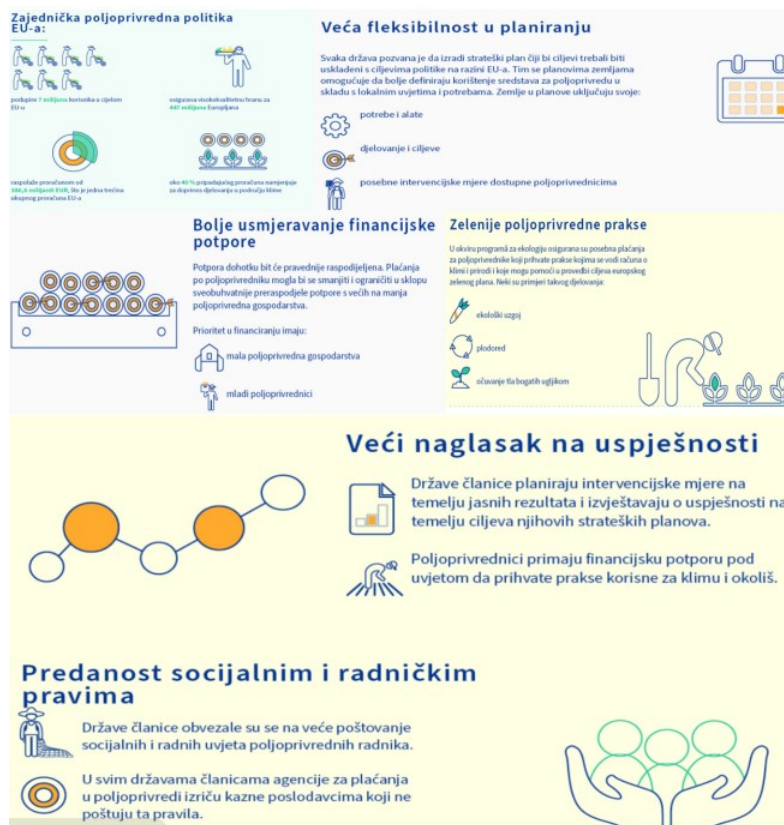 Zajednička poljoprivredna politika
EU-a:
podupire 7 milijuna korisnika u cijelom
EU-u
osigurava visokokvalitetnu hranu za
447 milijuna Europljana
raspolaže proračunom od
386,6 milijardi EUR, što je jedna trećina
ukupnog proračuna EU-a
oko 40 % pripadajućeg proračuna namjenjuje
za doprinos djelovanju u području klime
Veća fleksibilnost u planiranju
Svaka država pozvana je da izradi strateški plan čiji bi ciljevi trebali biti
usklađeni s ciljevima politike na razini EU-a. Tim se planovima zemljama
omogućuje da bolje definiraju korištenje sredstava za poljoprivredu u
skladu s lokalnim uvjetima i potrebama. Zemlje u planove uključuju svoje:
potrebe i alate
djelovanje i ciljeve
posebne intervencijske mjere dostupne poljoprivrednicima
Bolje usmjeravanje financijske
potpore
Potpora dohotku bit će pravednije raspodijeljena. Plaćanja
po poljoprivredniku mogla bi se smanjiti i ograničiti u sklopu
sveobuhvatnije preraspodjele potpore s većih na manja
poljoprivredna gospodarstva.
Prioritet u financiranju imaju:
mala poljoprivredna gospodarstva
mladi poljoprivrednici
Zelenije poljoprivredne prakse
U okviru programâ za ekologiju osigurana su posebna plaćanja
za poljoprivrednike koji prihvate prakse kojima se vodi računa o
klimi i prirodi i koje mogu pomoći u provedbi ciljeva europskog
zelenog plana. Neki su primjeri takvog djelovanja:
ekološki uzgoj
plodored
očuvanje tla bogatih ugljikom
Veći naglasak na uspješnosti
Države članice planiraju intervencijske mjere na
temelju jasnih rezultata i izvještavaju o uspješnosti na
temelju ciljeva njihovih strateških planova.
Poljoprivrednici primaju financijsku potporu pod
uvjetom da prihvate prakse korisne za klimu i okoliš.
Predanost socijalnim i radničkim
pravima
Države članice obvezale su se na veće poštovanje
socijalnih i radnih uvjeta poljoprivrednih radnika.
U svim državama članicama agencije za plaćanja
u poljoprivredi izriču kazne poslodavcima koji ne
poštuju ta pravila.